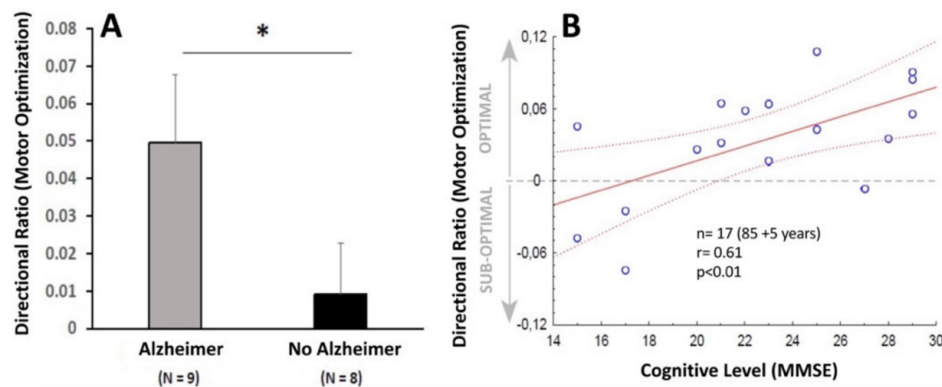 A
Directional Ratio (Motor Optimization)
0.08
0.07
0.06
0.05
0.04
0.03
0.02
0.01
0
*
Alzheimer
No Alzheimer
(N = 9)
(N = 8)
B
Directional Ratio (Motor Optimization)
OPTIMAL
SUB-OPTIMAL
0,12
0,06
0
-0,06
-0,12
n= 17 (85 +5 years)
r= 0.61
p<0.01
14 16 18 20 22 24 26 28 30
Cognitive Level (MMSE)